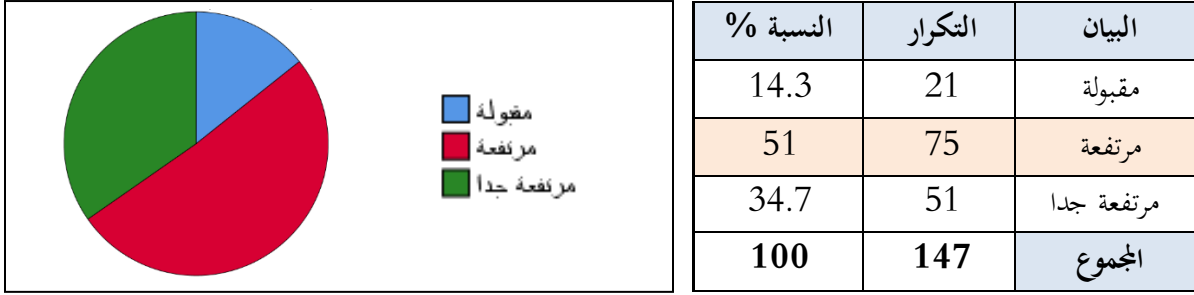 البيان التكرار النسبة %
مقبولة 21 14.3
مرتفعة 75 51
مرتفعة جدا 51 34.7
المجموع 147 100
مقبولة
مرتفعة
مرتفعة جدا